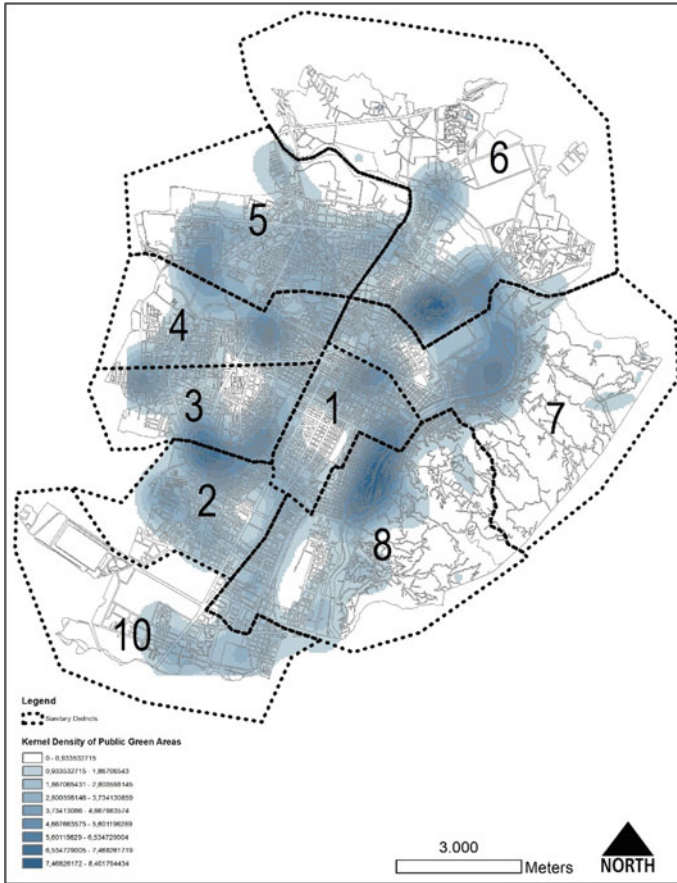 6
5
4
7
3
1
2
8
10
Legend
Sanitary Districts
Kernel Density of Public Green Areas
0 - 0,933532715
0,933532715 - 1,86706543
1,867065431 - 2,800598145
2,800598146 - 3,734130859
3,73413086 - 4,667663574
4,667663575 - 5,601196289
5,60119629 - 6,534729004
6,534729005 - 7,468261719
7,46826172 - 8,401794434
3.000
Meters
NORTH